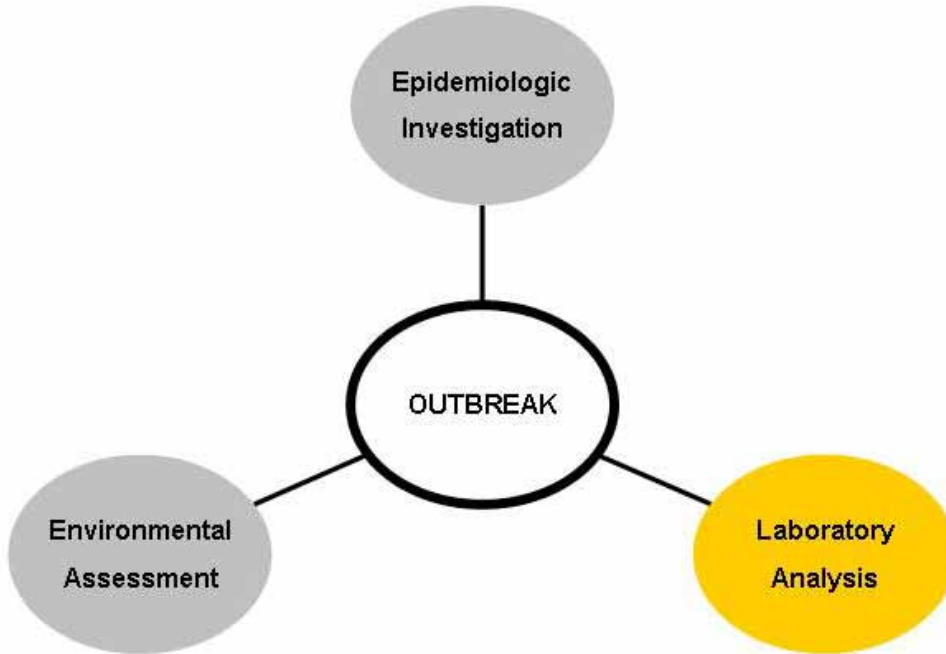 Epidemiologic
Investigation
OUTBREAK
Environmental
Assessment
Laboratory
Analysis